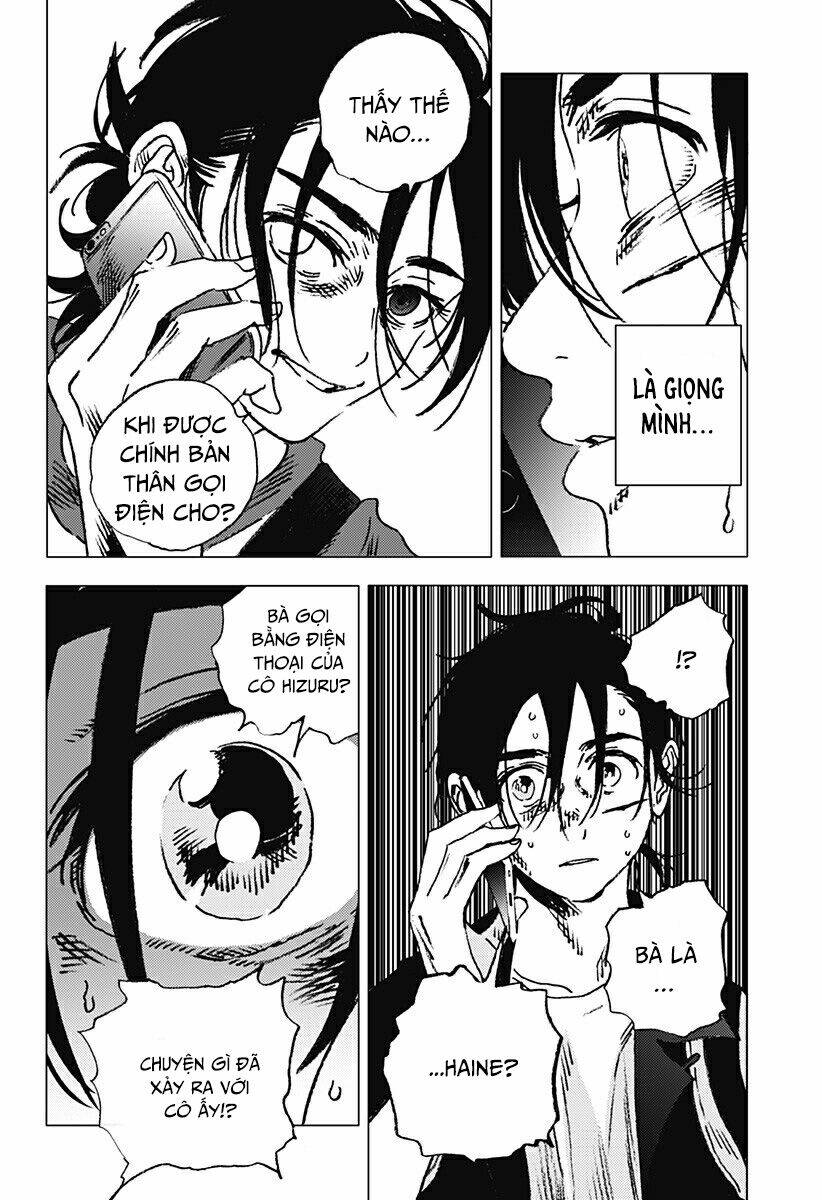 LÀ GIỌNG
MÌNH...
THẤY THẾ
NÀO...
KHI ĐƯỢC
CHÍNH BẢN
THÂN GỌI
ĐIỆN CHO?
!?
BÀ LÀ
...
...HAINE?
BÀ GỌI
BẰNG ĐIỆN
THOẠI CỦA
CÔ HIZURU?
CHUYỆN GÌ ĐÃ
XẢY RA VỚI
CÔ ẤY!?